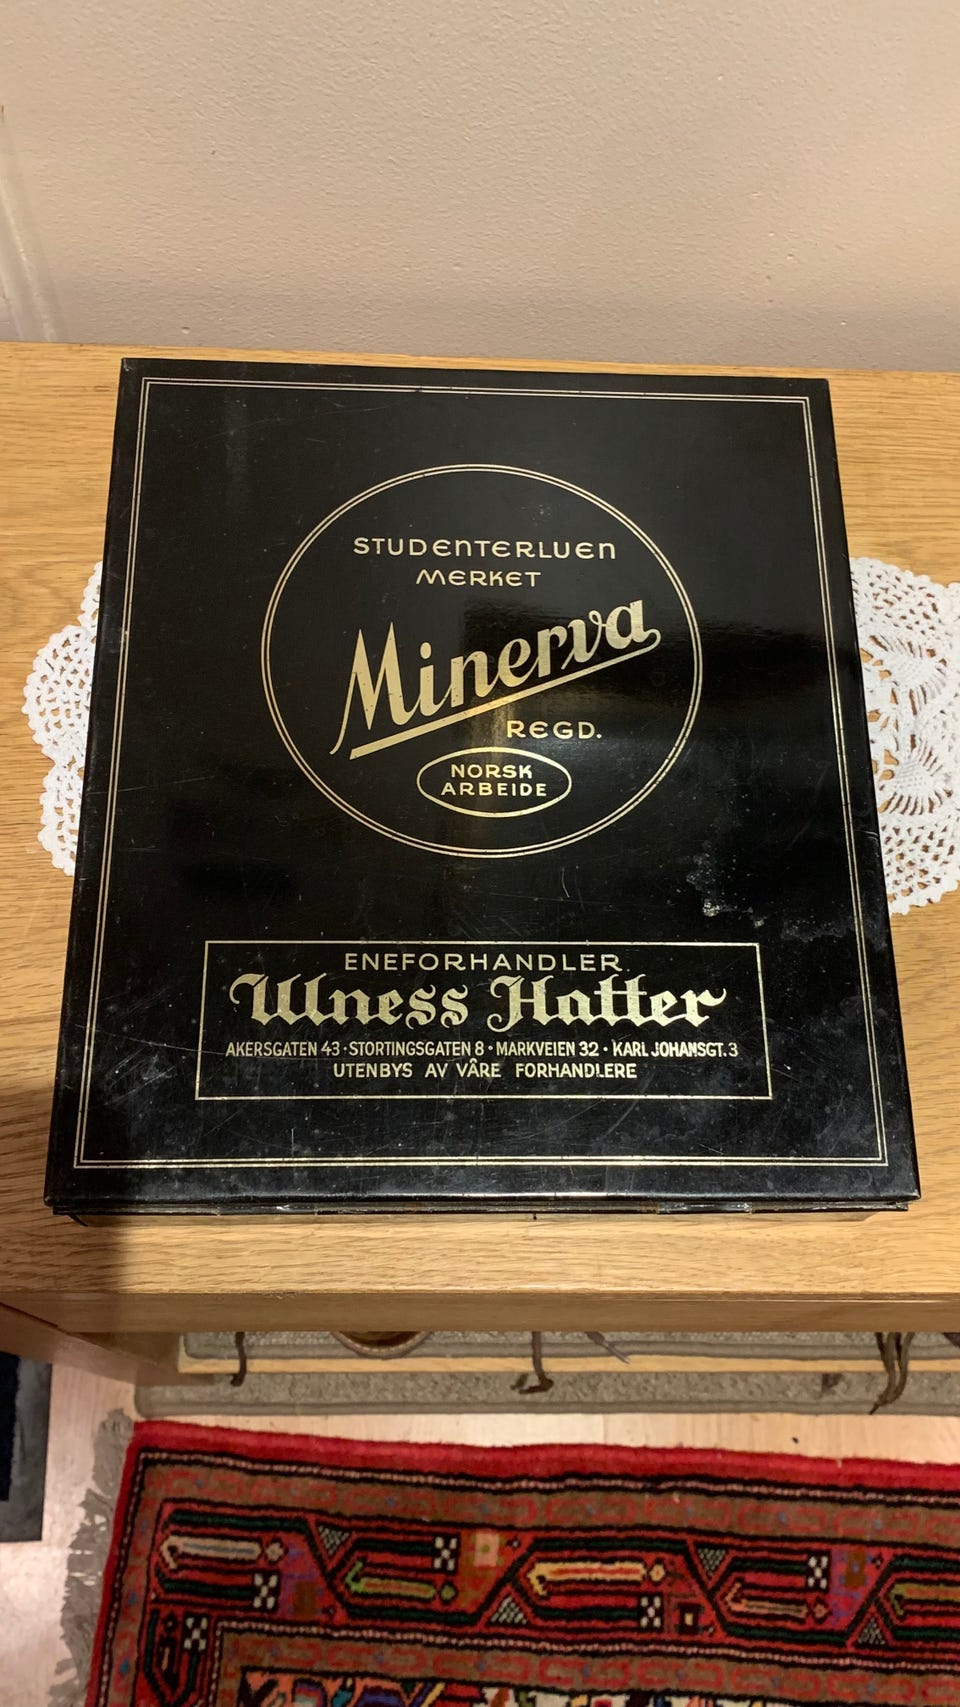 STUDENTERLUEN
MERKET
Minerva
REGD.
NORSK
ARBEIDE
ENEFORHANDLER
Ulness Hatter
AKERSGATEN 43 · STORTINGSGATEN 8 · MARKVEIEN 32 · KARL JOHANSGT. 3
UTENBYS AV VÅRE FORHANDLERE